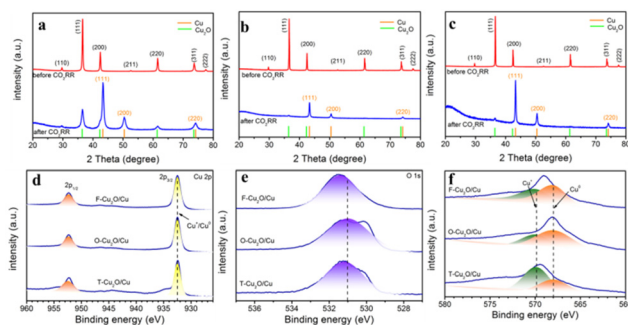 a
Cu
Cu2O
(111)
(200)
(110)
(211)
(220)
(311)
(222)
before CO2RR
(111)
(200)
(220)
after CO2RR
intensity (a.u.)
20 30 40 50 60 70 80
2 Theta (degree)
b
Cu
Cu2O
(111)
(200)
(110)
(211)
(220)
(311)
(222)
before CO2RR
(111)
(200)
(220)
after CO2RR
intensity (a.u.)
20 30 40 50 60 70 80
2 Theta (degree)
c
Cu
Cu2O
(111)
(200)
(110)
(211)
(220)
(311)
(222)
before CO2RR
(111)
(200)
(220)
after CO2RR
intensity (a.u.)
20 30 40 50 60 70 80
2 Theta (degree)
d
Cu 2p
2p3/2
2p1/2
F-Cu2O/Cu
Cu+/Cu0
O-Cu2O/Cu
T-Cu2O/Cu
intensity (a.u.)
960 955 950 945 940 935 930
Binding energy (eV)
e
O 1s
F-Cu2O/Cu
O-Cu2O/Cu
T-Cu2O/Cu
intensity (a.u.)
536 534 532 530 528
Binding energy (eV)
f
Cu+
Cu0
F-Cu2O/Cu
O-Cu2O/Cu
T-Cu2O/Cu
intensity (a.u.)
580 575 570 565
Binding energy (eV)